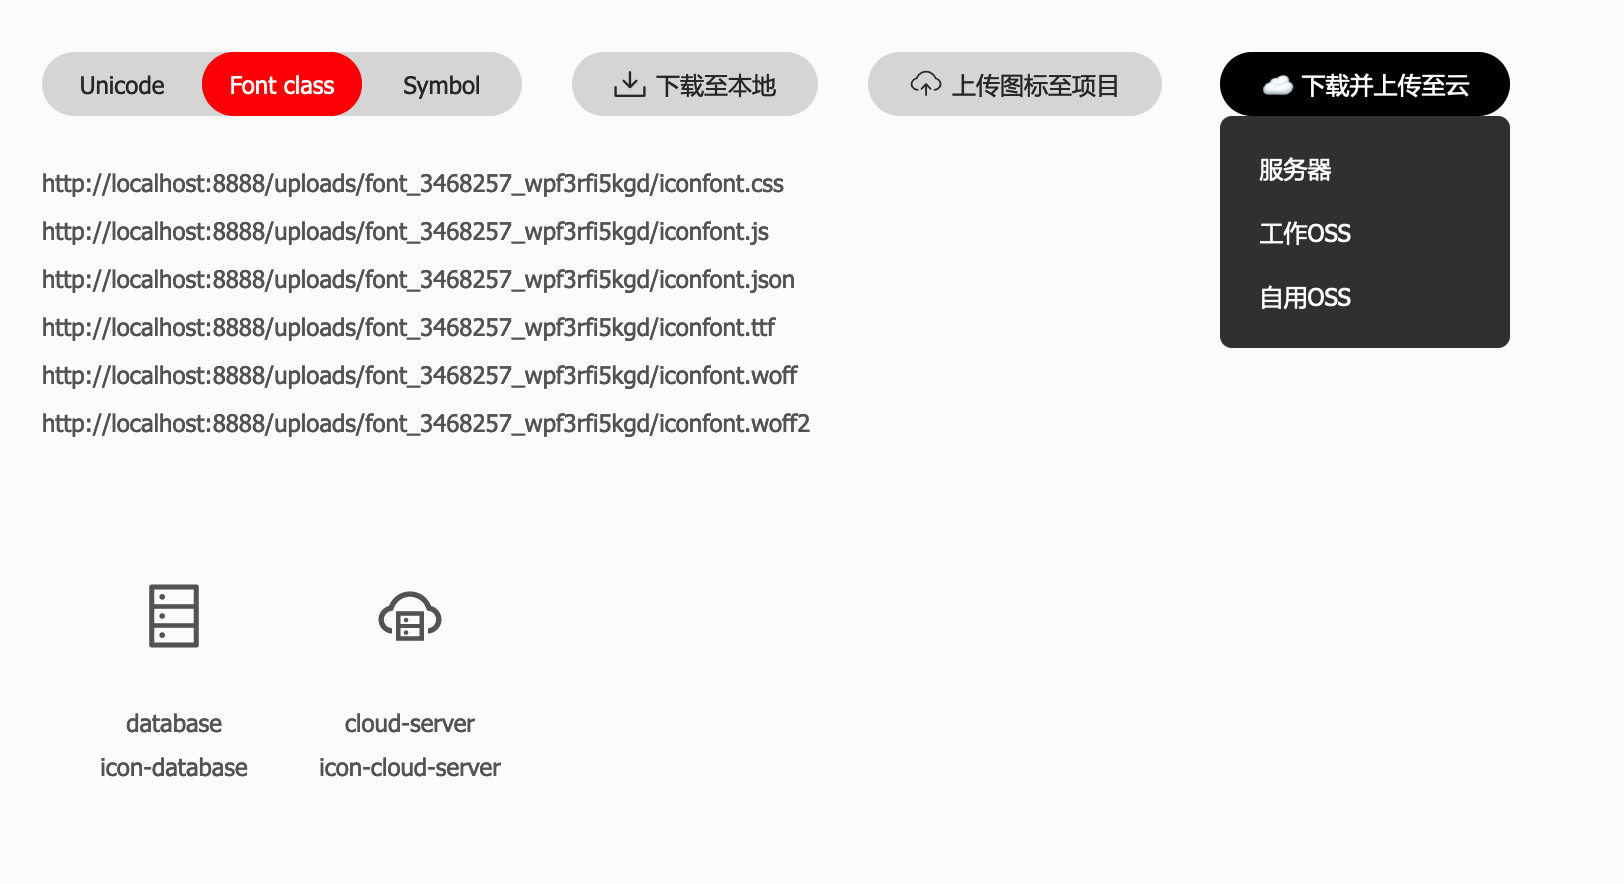 Unicode Font class Symbol 下载至本地 上传图标至项目 ☁️ 下载并上传至云
服务器
工作OSS
自用OSS
http://localhost:8888/uploads/font_3468257_wpf3rfi5kgd/iconfont.css
http://localhost:8888/uploads/font_3468257_wpf3rfi5kgd/iconfont.js
http://localhost:8888/uploads/font_3468257_wpf3rfi5kgd/iconfont.json
http://localhost:8888/uploads/font_3468257_wpf3rfi5kgd/iconfont.ttf
http://localhost:8888/uploads/font_3468257_wpf3rfi5kgd/iconfont.woff
http://localhost:8888/uploads/font_3468257_wpf3rfi5kgd/iconfont.woff2
database cloud-server
icon-database icon-cloud-server